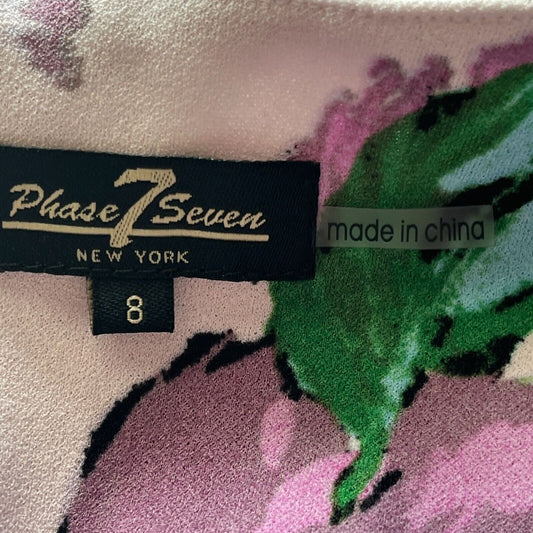 Phase 7 Seven
NEW YORK
8
made in china